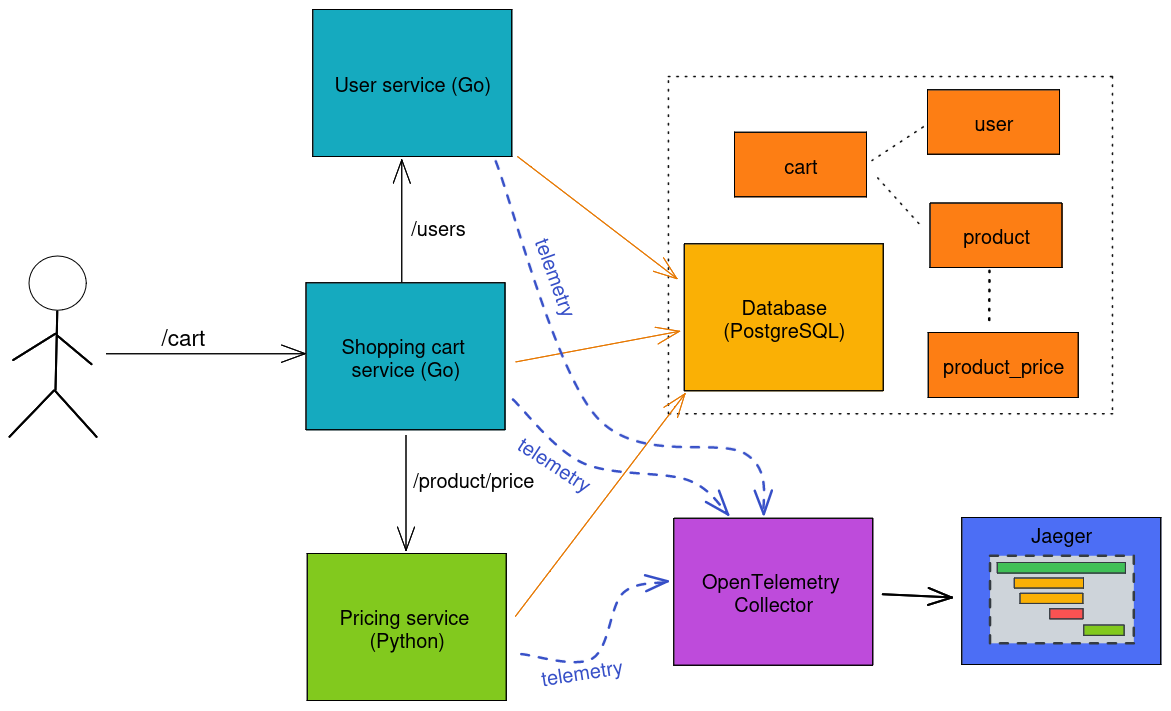 User service (Go)
user
cart
/users
product
telemetry
Database
(PostgreSQL)
/cart
Shopping cart
service (Go)
product_price
telemetry
/product/price
Jaeger
OpenTelemetry
Collector
Pricing service
(Python)
telemetry